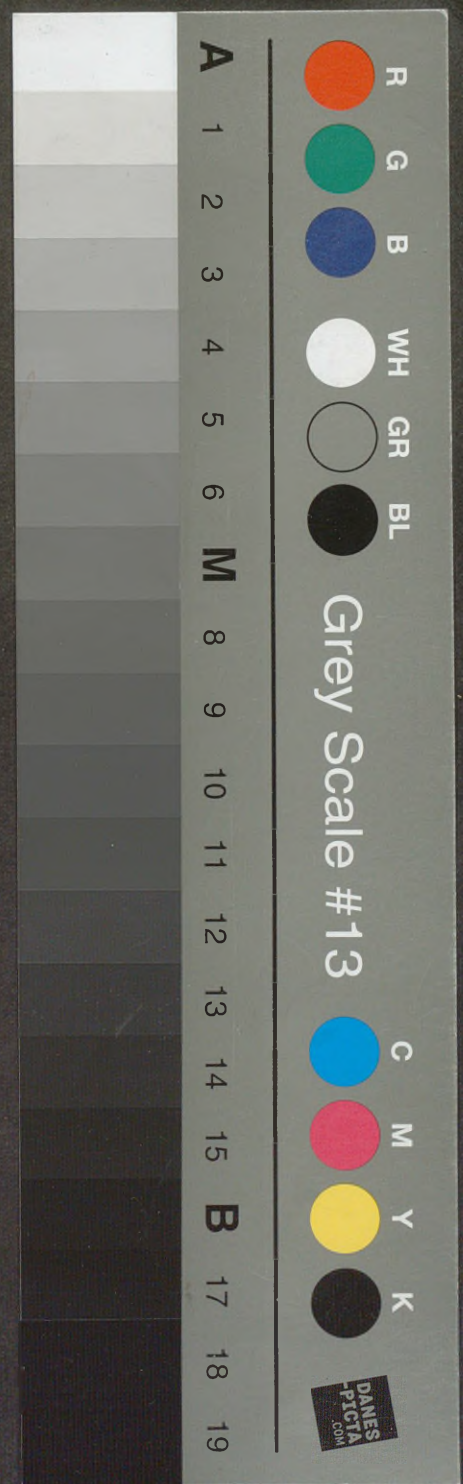 R G B WH GR BL Grey Scale #13 C M Y K
DANES
-PICTA
.COM
A 1 2 3 4 5 6 M 8 9 10 11 12 13 14 15 B 17 18 19